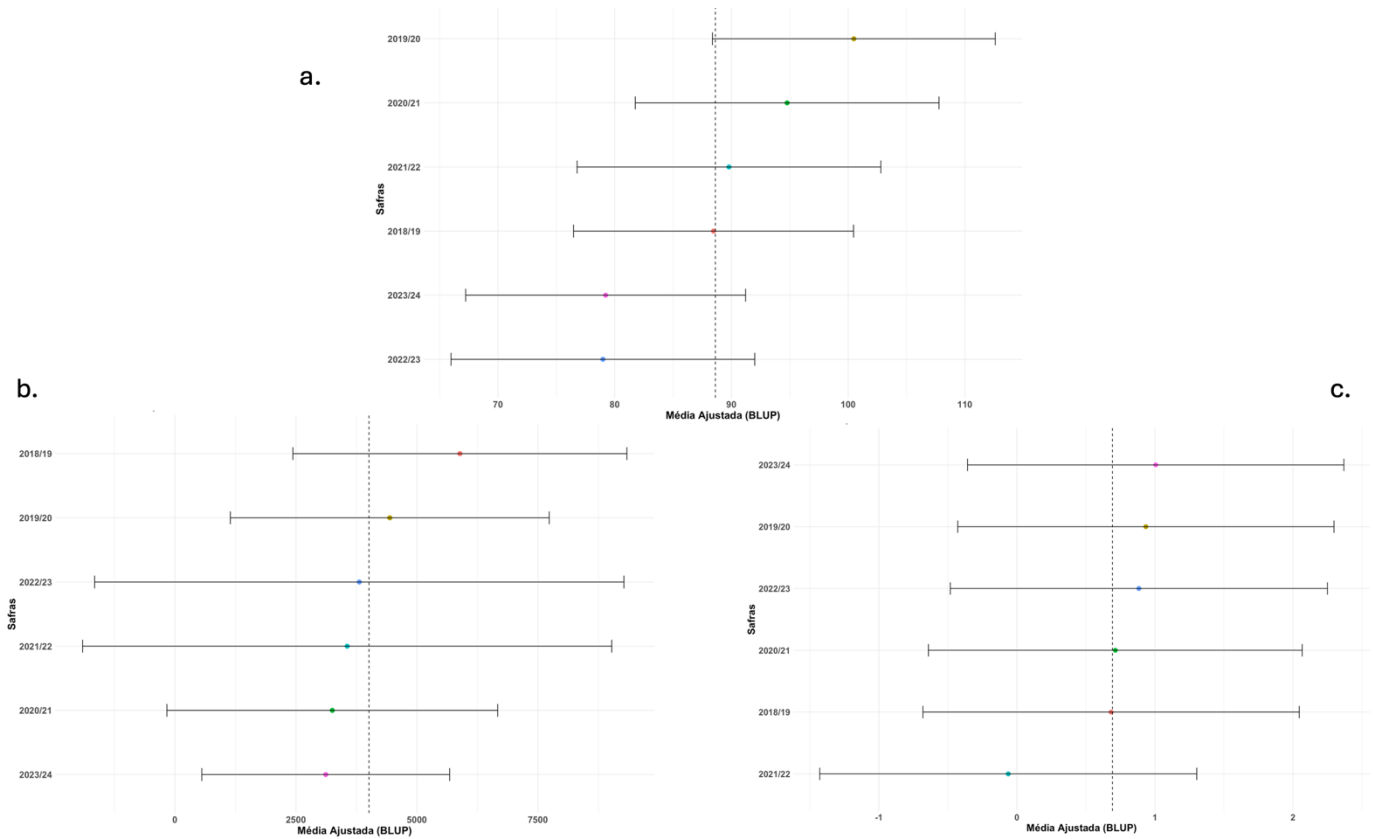 a.
2019/20
2020/21
2021/22
2018/19
2023/24
2022/23
Safras
70 80 90 100 110
Média Ajustada (BLUP)
b.
2018/19
2019/20
2022/23
2021/22
2020/21
2023/24
Safras
0 2500 5000 7500
Média Ajustada (BLUP)
c.
2023/24
2019/20
2022/23
2020/21
2018/19
2021/22
Safras
-1 0 1 2
Média Ajustada (BLUP)